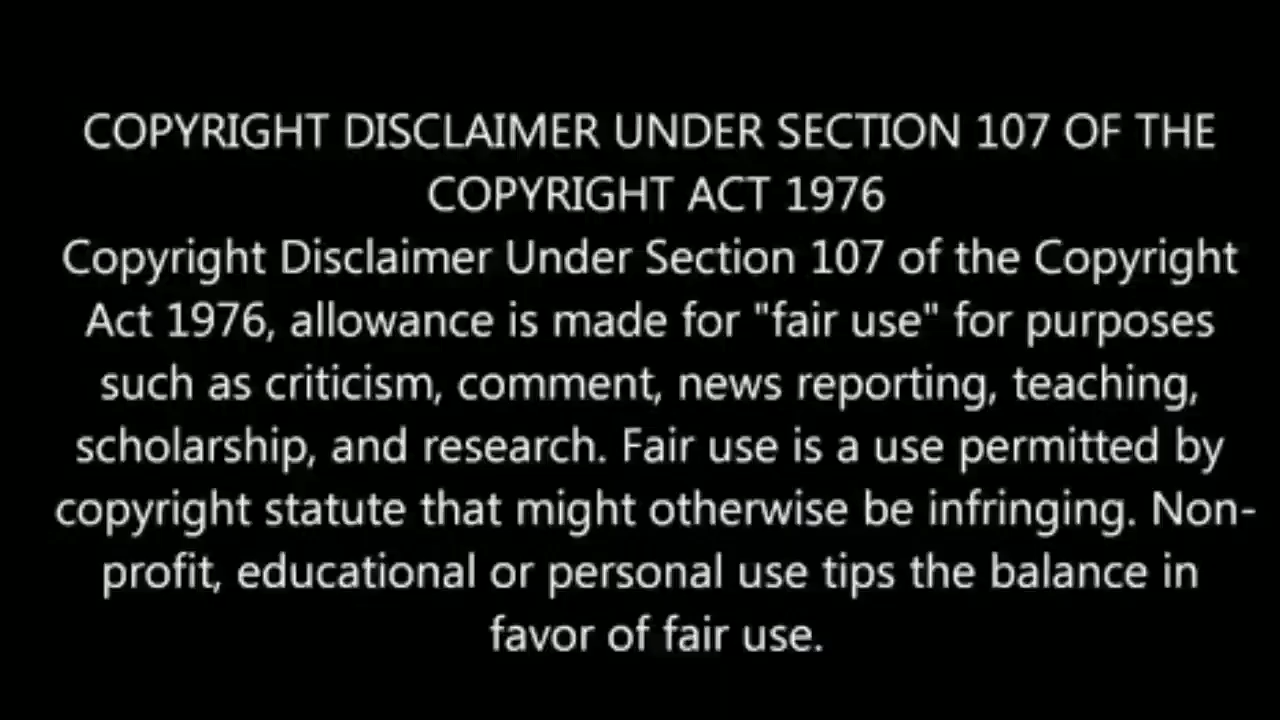 COPYRIGHT DISCLAIMER UNDER SECTION 107 OF THE
COPYRIGHT ACT 1976
Copyright Disclaimer Under Section 107 of the Copyright
Act 1976, allowance is made for "fair use" for purposes
such as criticism, comment, news reporting, teaching,
scholarship, and research. Fair use is a use permitted by
copyright statute that might otherwise be infringing. Non-
profit, educational or personal use tips the balance in
favor of fair use.